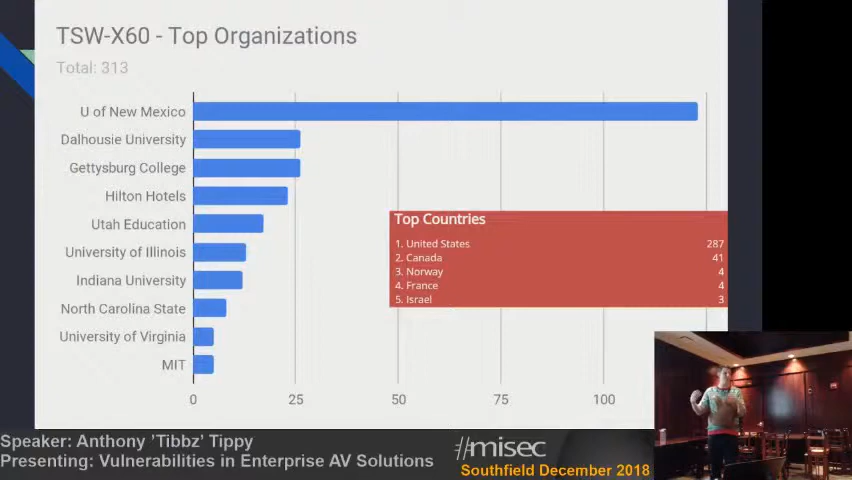 TSW-X60 - Top Organizations
Total: 313
U of New Mexico
Dalhousie University
Gettysburg College
Hilton Hotels
Utah Education
University of Illinois
Indiana University
North Carolina State
University of Virginia
MIT
0 25 50 75 100
Top Countries
1. United States 287
2. Canada 41
3. Norway 4
4. France 4
5. Israel 3
Speaker: Anthony 'Tibbz' Tippy
Presenting: Vulnerabilities in Enterprise AV Solutions
//misec
Southfield December 2018